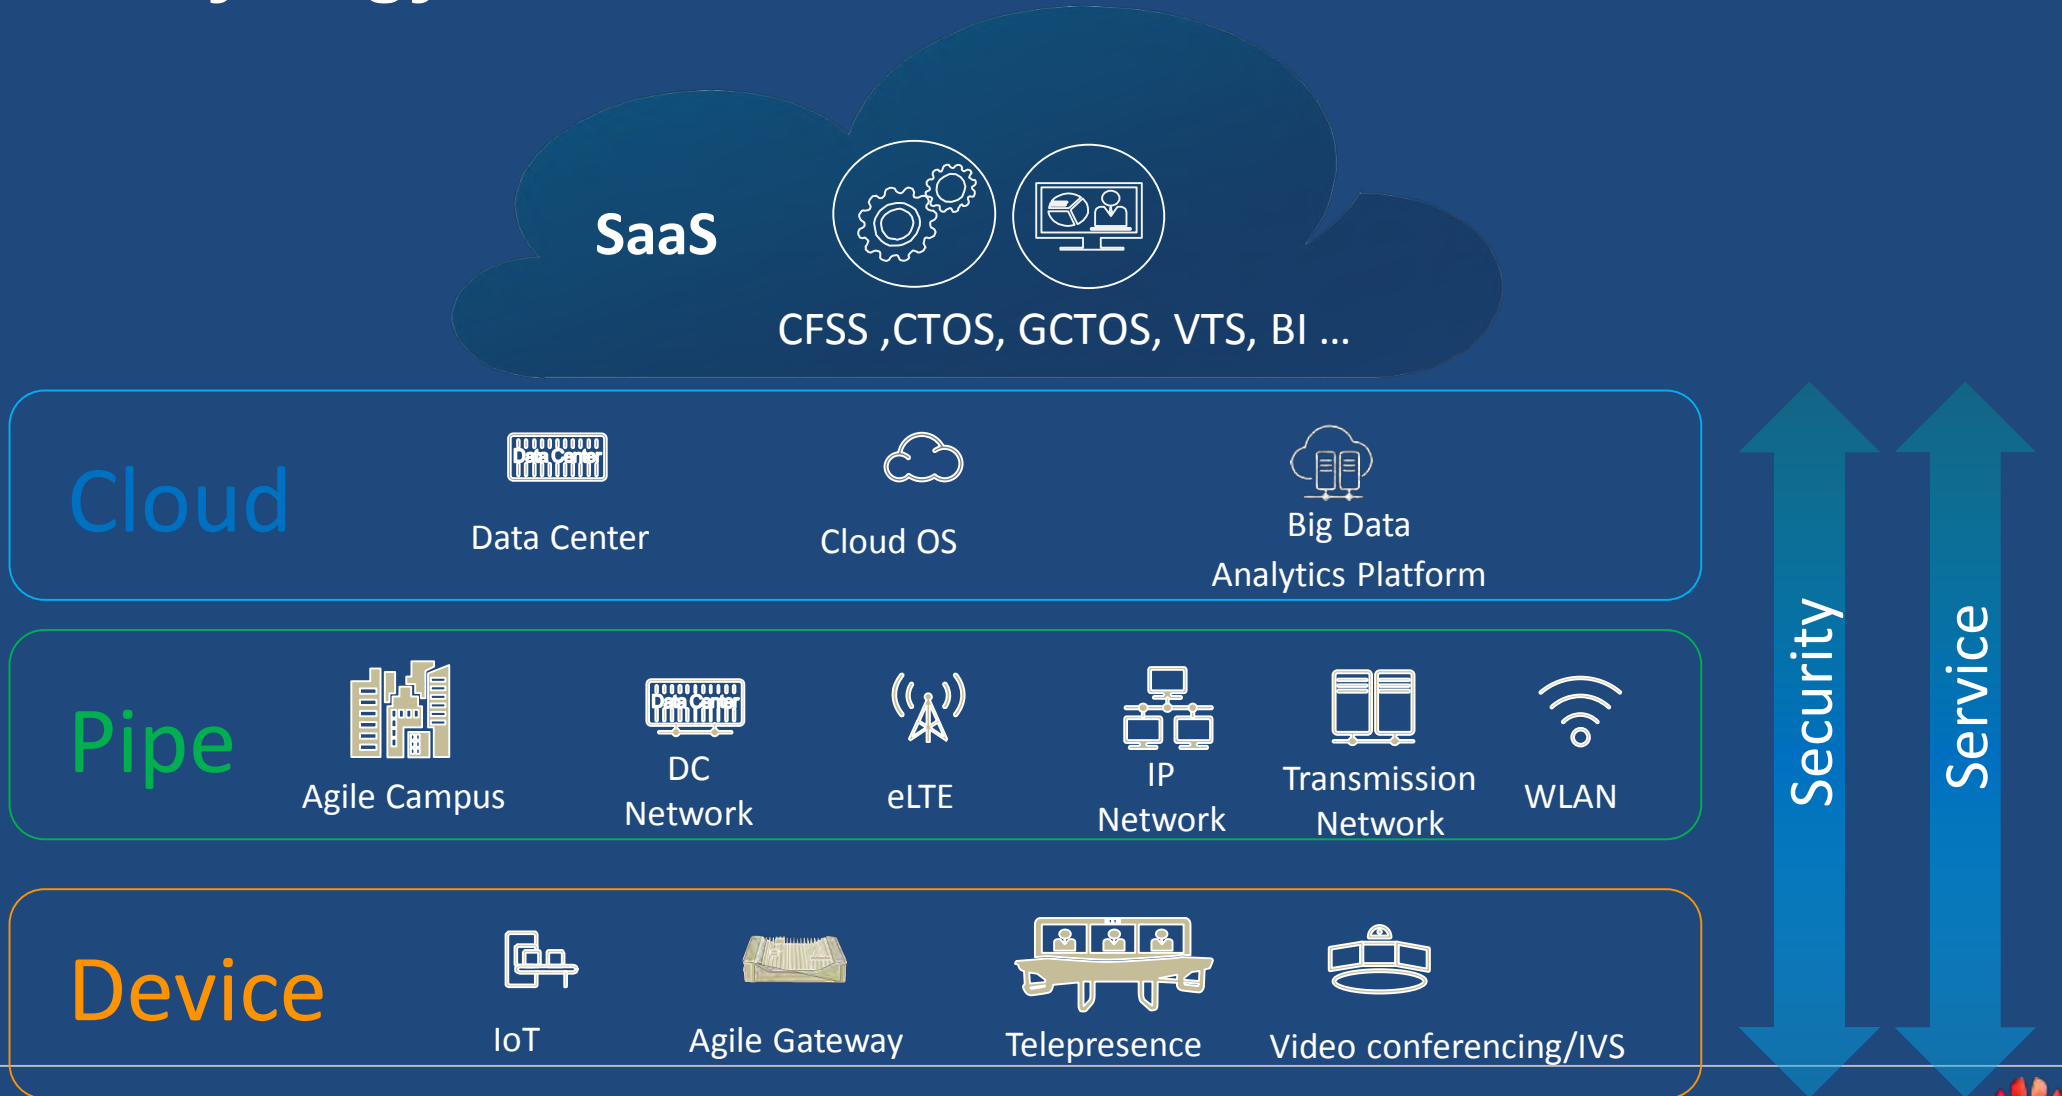 SaaS
CFSS ,CTOS, GCTOS, VTS, BI ...
Cloud
Data Center
Data Center
Cloud OS
Big Data
Analytics Platform
Pipe
Agile Campus
Data Center
DC
Network
eLTE
IP
Network
Transmission
Network
WLAN
Device
IoT
Agile Gateway
Telepresence
Video conferencing/IVS
Security
Service